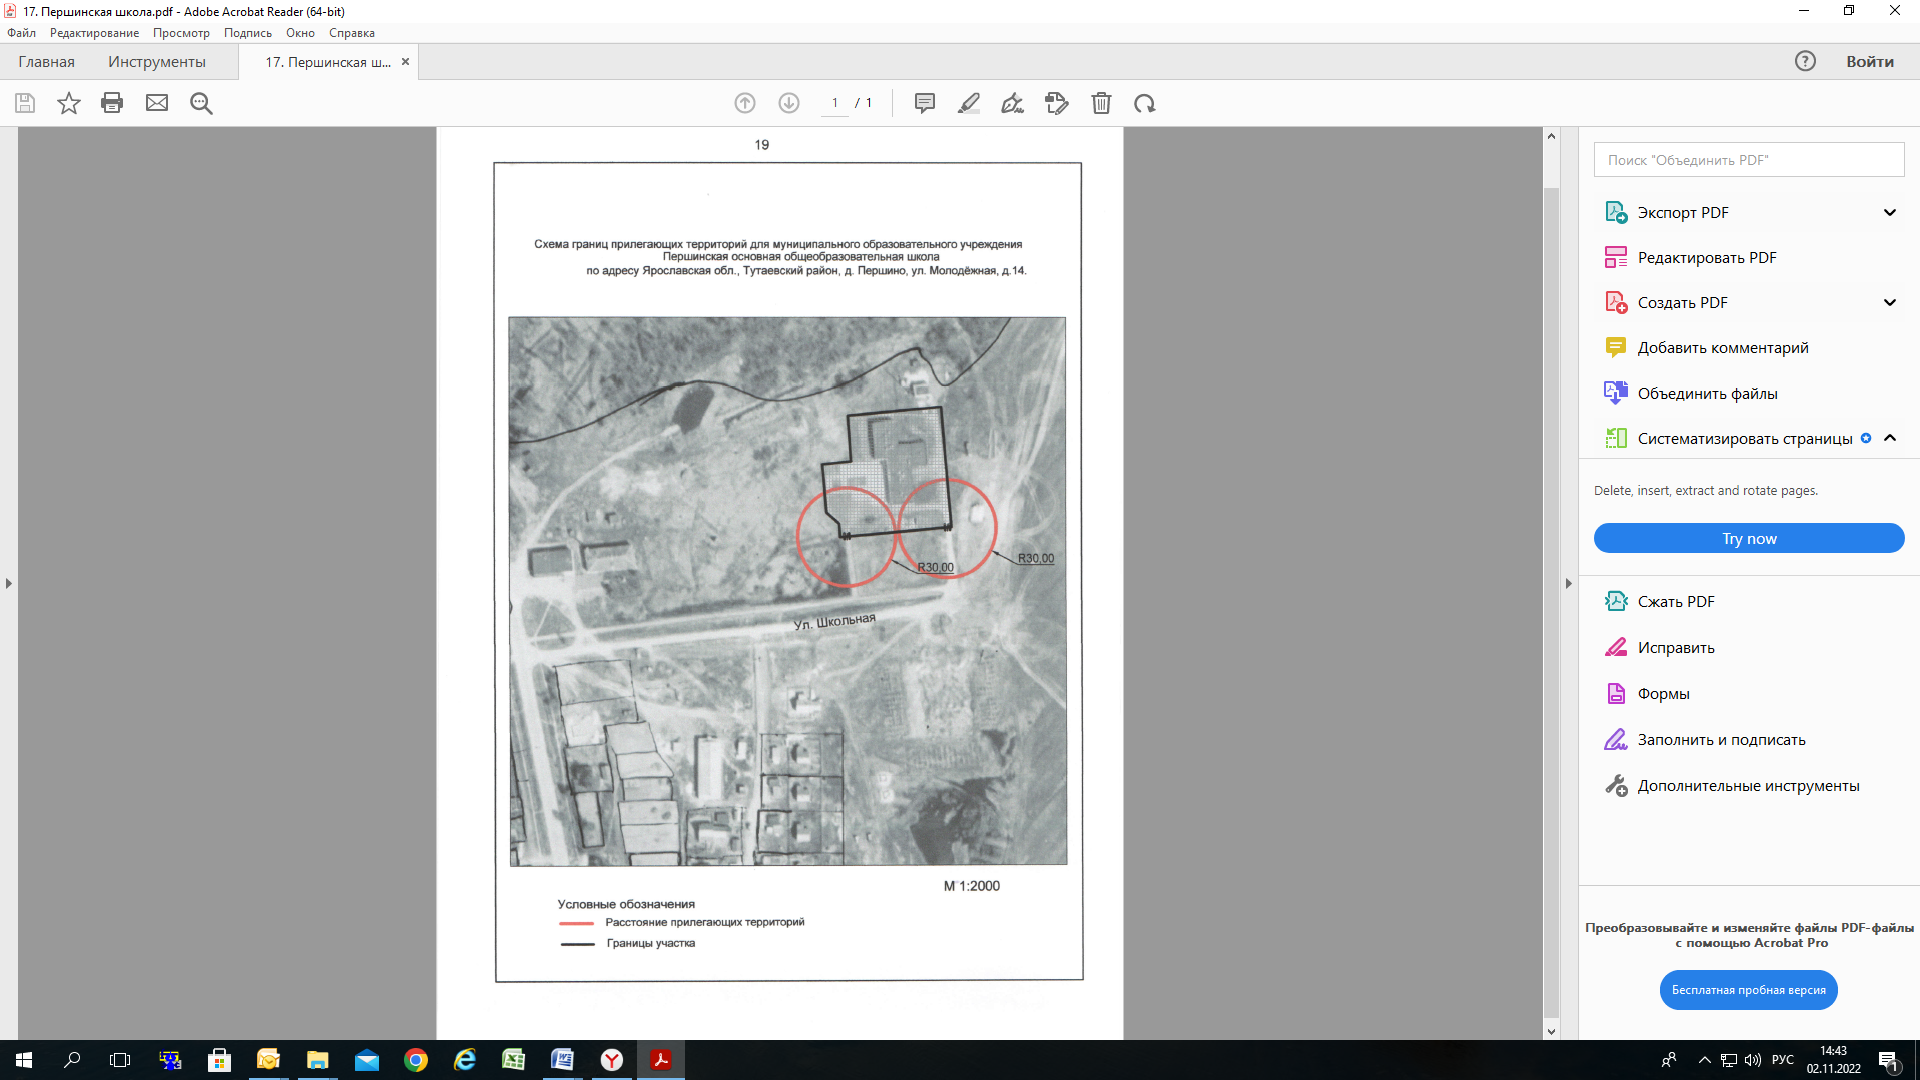 17. Першинская школа.pdf - Adobe Acrobat Reader (64-bit)
Файл Редактирование Просмотр Подпись Окно Справка
Главная Инструменты 17. Першинская ш... × Войти
1 / 1
19
Схема границ прилегающих территорий для муниципального образовательного учреждения
Першинская основная общеобразовательная школа
по адресу Ярославская обл., Тутаевский район, д. Першино, ул. Молодёжная, д.14.
R30,00
R30,00
Ул. Школьная
М 1:2000
Условные обозначения
Расстояние прилегающих территорий
Границы участка
Поиск "Объединить PDF"
Экспорт PDF
Редактировать PDF
Создать PDF
Добавить комментарий
Объединить файлы
Систематизировать страницы
Delete, insert, extract and rotate pages.
Try now
Сжать PDF
Исправить
Формы
Заполнить и подписать
Дополнительные инструменты
Преобразовывайте и изменяйте файлы PDF-файлы
с помощью Acrobat Pro
Бесплатная пробная версия
РУС
14:43
02.11.2022
1